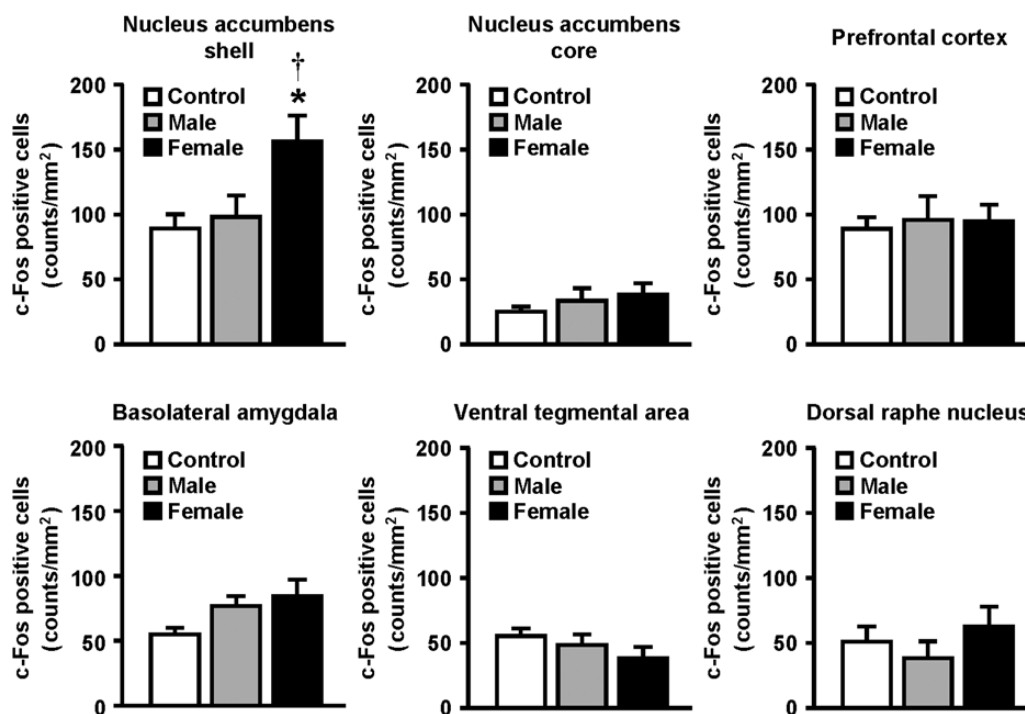 Nucleus accumbens
shell
†
*
200
150
100
50
0
c-Fos positive cells
(counts/mm²)
Control
Male
Female
Nucleus accumbens
core
200
150
100
50
0
c-Fos positive cells
(counts/mm²)
Control
Male
Female
Prefrontal cortex
200
150
100
50
0
c-Fos positive cells
(counts/mm²)
Control
Male
Female
Basolateral amygdala
200
150
100
50
0
c-Fos positive cells
(counts/mm²)
Control
Male
Female
Ventral tegmental area
200
150
100
50
0
c-Fos positive cells
(counts/mm²)
Control
Male
Female
Dorsal raphe nucleus
200
150
100
50
0
c-Fos positive cells
(counts/mm²)
Control
Male
Female